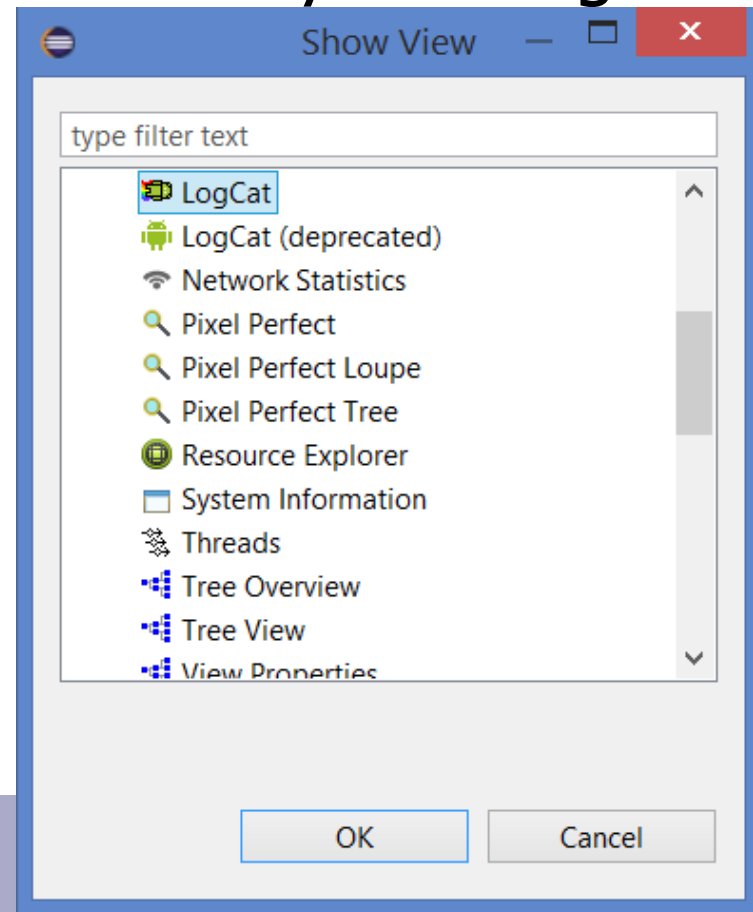 Show View
type filter text
LogCat
LogCat (deprecated)
Network Statistics
Pixel Perfect
Pixel Perfect Loupe
Pixel Perfect Tree
Resource Explorer
System Information
Threads
Tree Overview
Tree View
View Properties
OK Cancel